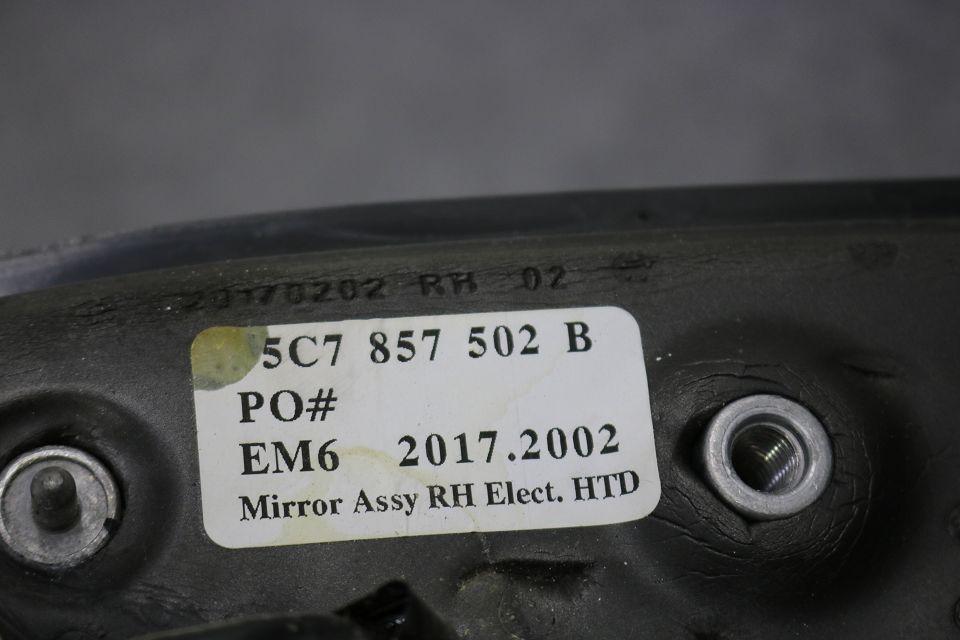 20170202 RH 02
5C7 857 502 B
PO#
EM6 2017.2002
Mirror Assy RH Elect. HTD